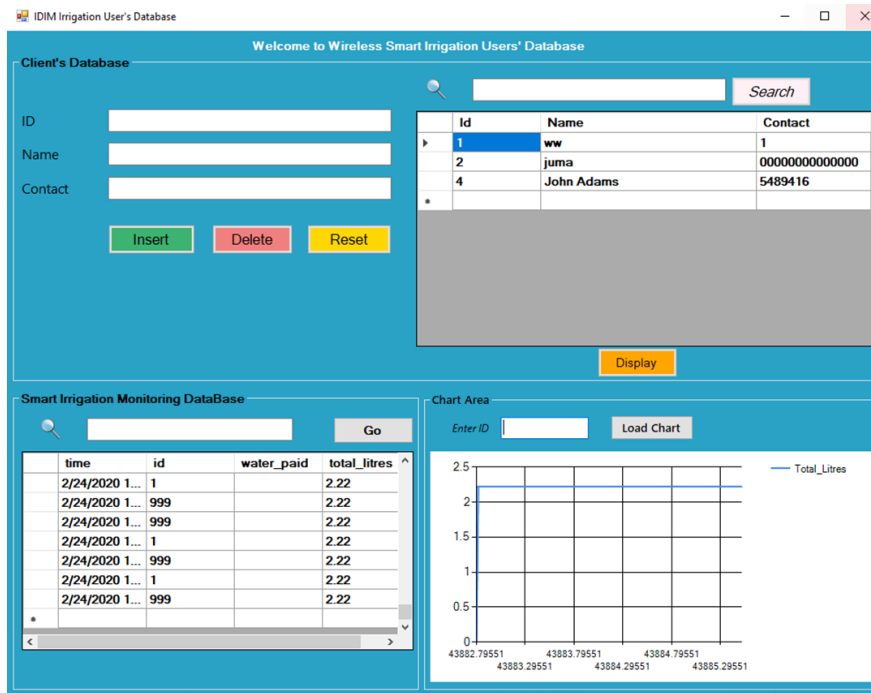 IDIM Irrigation User's Database
Welcome to Wireless Smart Irrigation Users' Database
Client's Database
Search
ID
Name
Contact
Insert Delete Reset
Id Name Contact
1 ww 1
2 juma 00000000000000
4 John Adams 5489416
Display
Smart Irrigation Monitoring DataBase
Go
time id water_paid total_litres
2/24/2020 1... 1 2.22
2/24/2020 1... 999 2.22
2/24/2020 1... 999 2.22
2/24/2020 1... 1 2.22
2/24/2020 1... 999 2.22
2/24/2020 1... 1 2.22
2/24/2020 1... 999 2.22
Chart Area
Enter ID Load Chart
Total_Litres
2.5
2
1.5
1
0.5
0
43882.79551 43883.79551 43884.79551
43883.29551 43884.29551 43885.29551